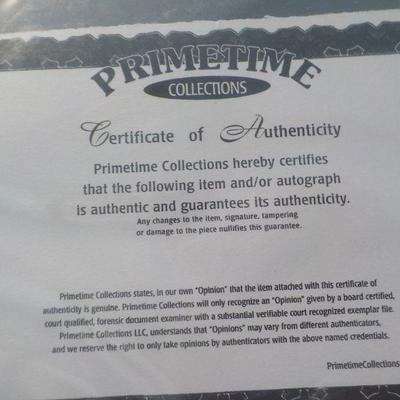 PRIMETIME
COLLECTIONS
Certificate of Authenticity
Primetime Collections hereby certifies
that the following item and/or autograph
is authentic and guarantees its authenticity.
Any changes to the item, signature, tampering
or damage to the piece nullifies this guarantee.
Primetime Collections states, in our own "Opinion" that the item attached with this certificate of
authenticity is genuine. Primetime Collections will only recognize an "Opinion" given by a board certified,
court qualified, forensic document examiner with a substantial verifiable court recognized exemplar file.
Primetime Collections LLC, understands that "Opinions" may vary from different authenticators,
and we reserve the right to only take opinions by authenticators with the above named credentials.
PrimetimeCollections